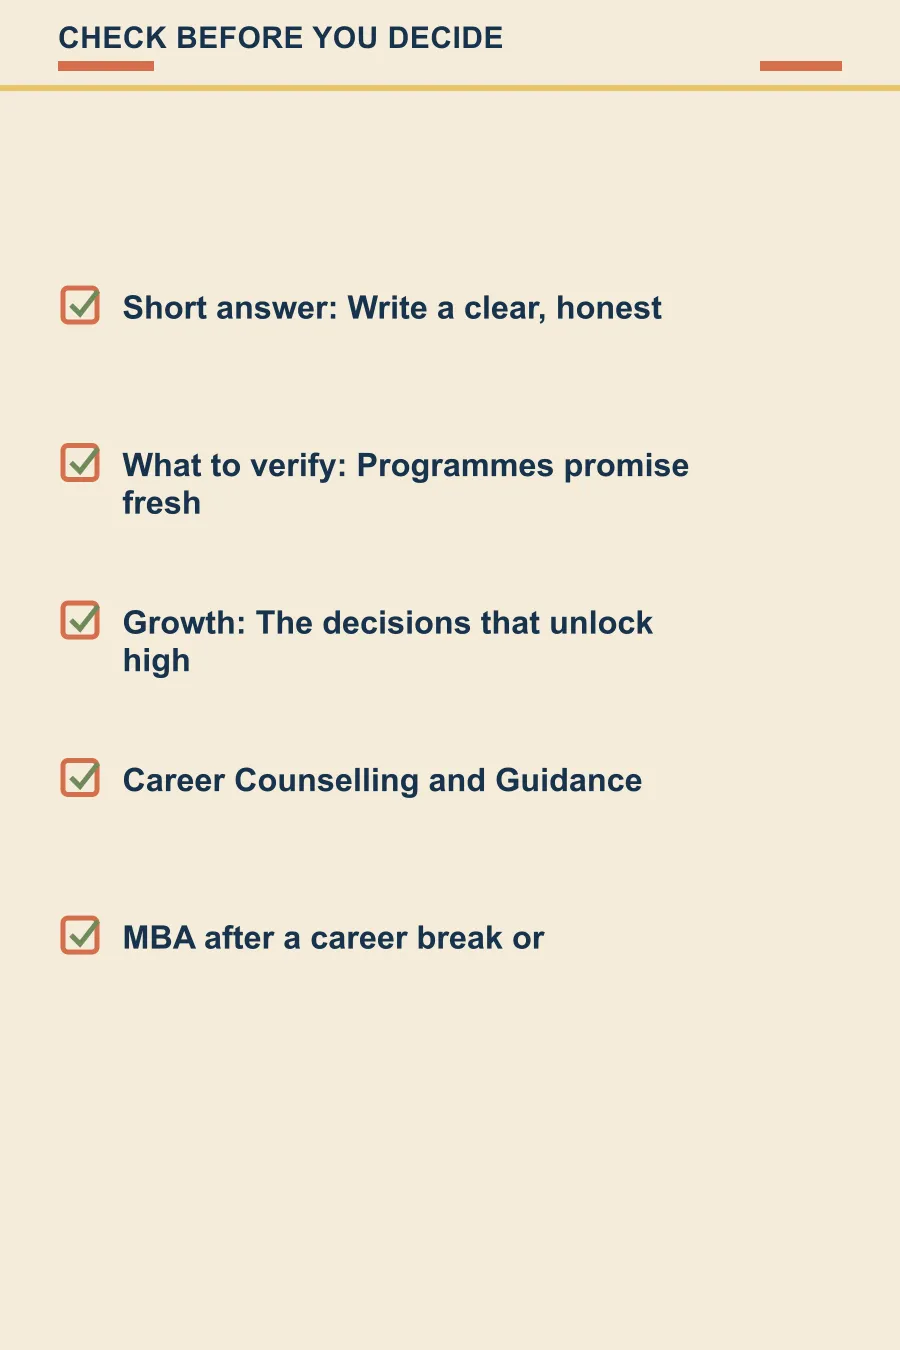 CHECK BEFORE YOU DECIDE
Short answer: Write a clear, honest
What to verify: Programmes promise
fresh
Growth: The decisions that unlock
high
Career Counselling and Guidance
MBA after a career break or